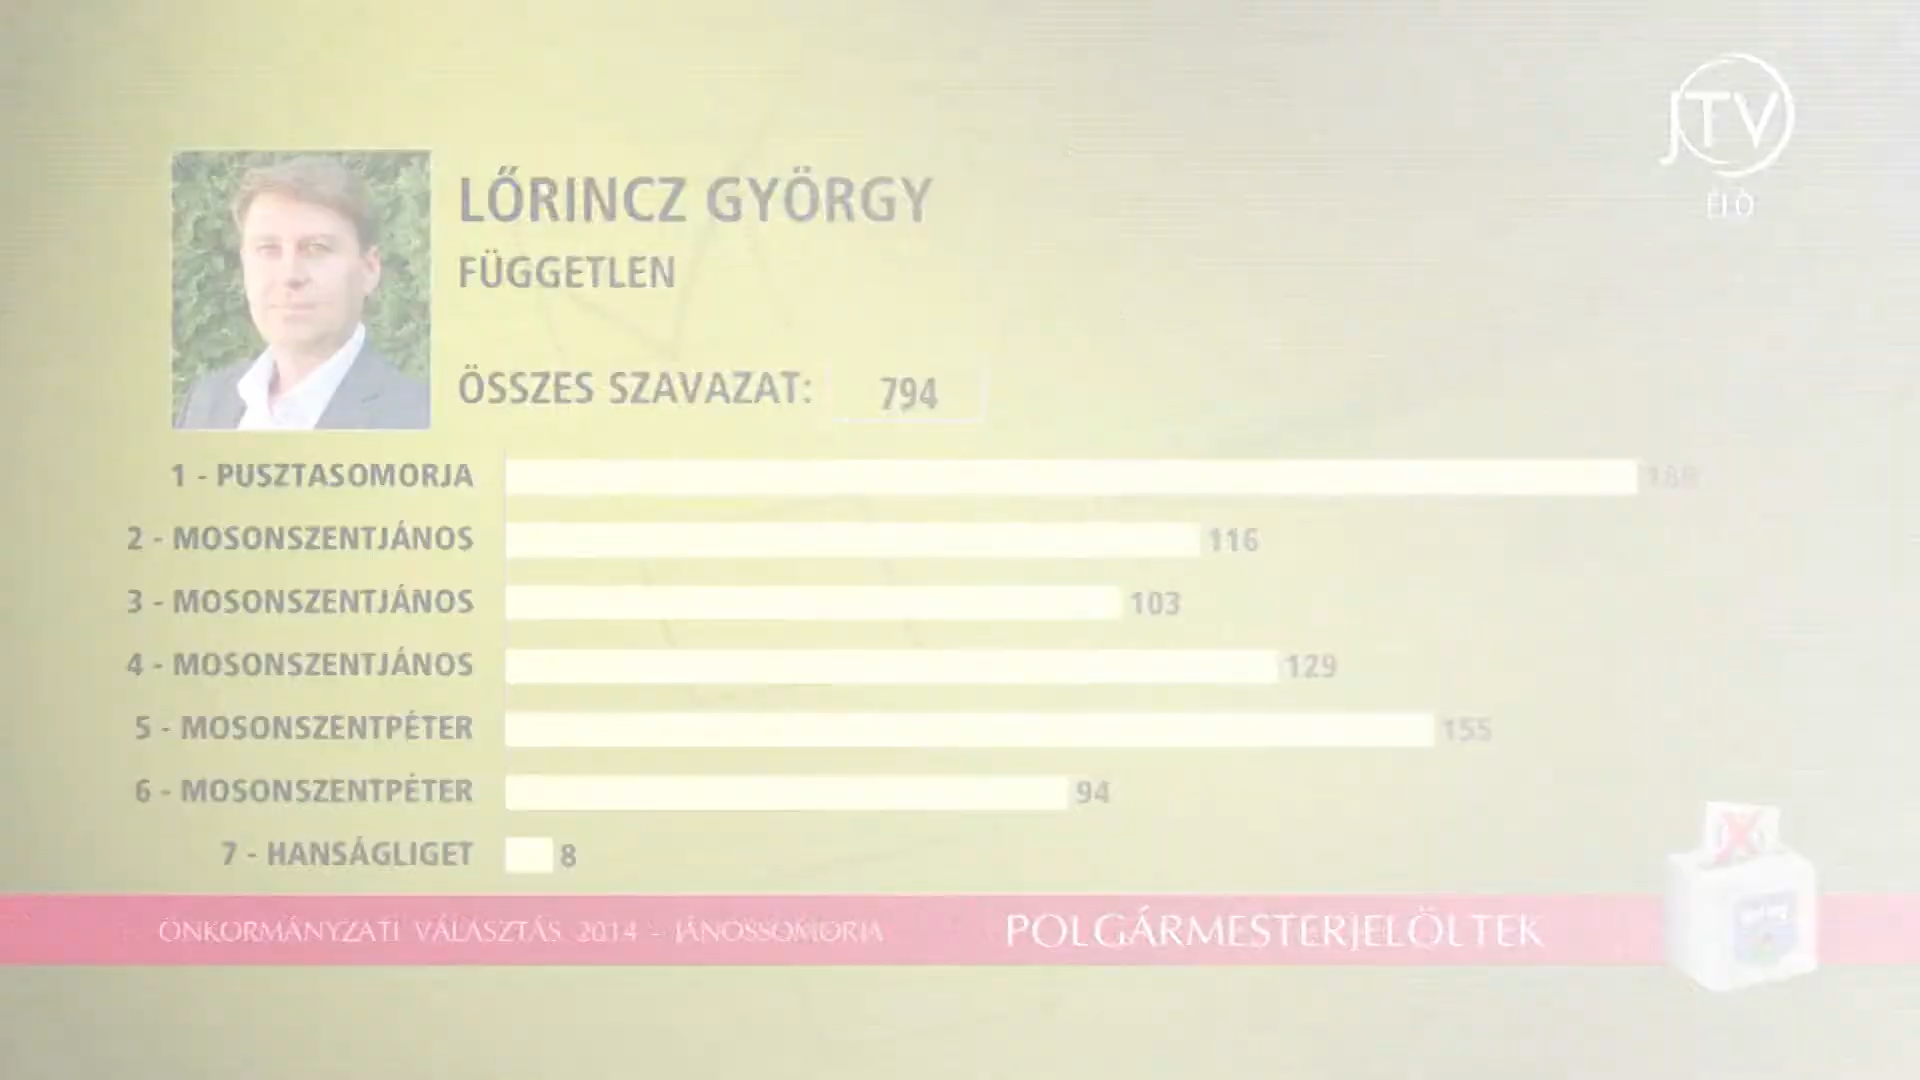 JTV
ÉLŐ
LŐRINCZ GYÖRGY
FÜGGETLEN
ÖSSZES SZAVAZAT: 794
1 - PUSZTASOMORJA 189
2 - MOSONSZENTJÁNOS 116
3 - MOSONSZENTJÁNOS 103
4 - MOSONSZENTJÁNOS 129
5 - MOSONSZENTPÉTER 155
6 - MOSONSZENTPÉTER 94
7 - HANSÁGLIGET 8
ÖNKORMÁNYZATI VÁLASZTÁS 2014 - JÁNOSSOMORJA POLGÁRMESTERJELÖLTEK